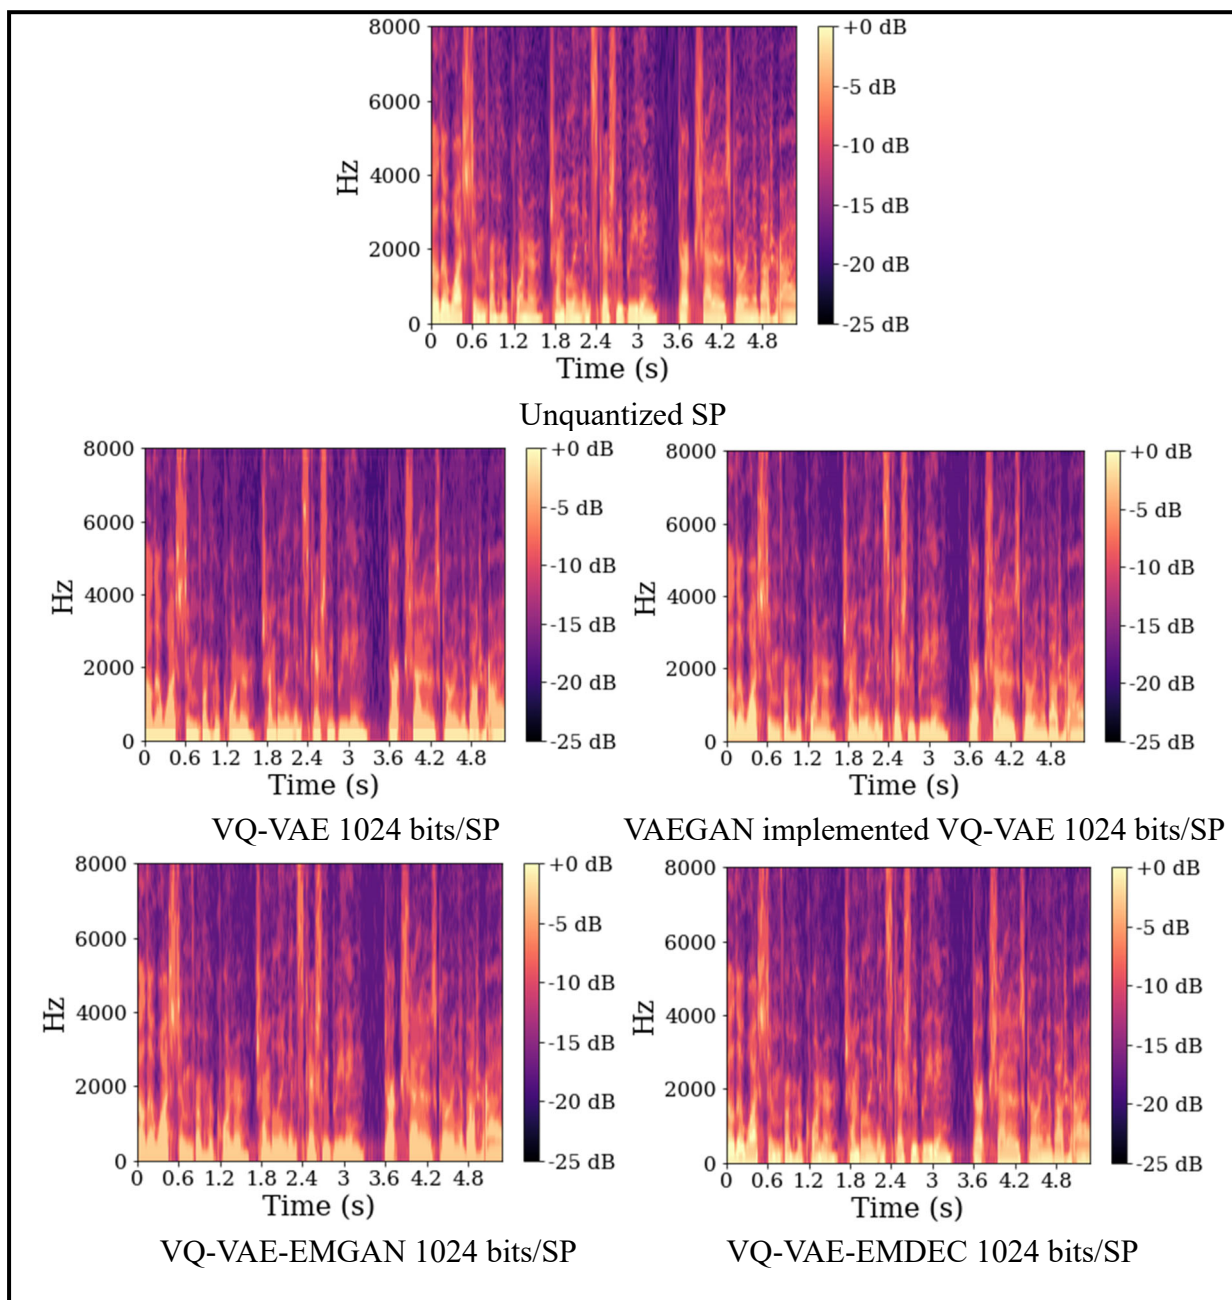 8000
6000
4000
2000
0
Hz
0 0.6 1.2 1.8 2.4 3 3.6 4.2 4.8
Time (s)
+0 dB
-5 dB
-10 dB
-15 dB
-20 dB
-25 dB
Unquantized SP
8000
6000
4000
2000
0
Hz
0 0.6 1.2 1.8 2.4 3 3.6 4.2 4.8
Time (s)
+0 dB
-5 dB
-10 dB
-15 dB
-20 dB
-25 dB
VQ-VAE 1024 bits/SP
8000
6000
4000
2000
0
Hz
0 0.6 1.2 1.8 2.4 3 3.6 4.2 4.8
Time (s)
+0 dB
-5 dB
-10 dB
-15 dB
-20 dB
-25 dB
VAEGAN implemented VQ-VAE 1024 bits/SP
8000
6000
4000
2000
0
Hz
0 0.6 1.2 1.8 2.4 3 3.6 4.2 4.8
Time (s)
+0 dB
-5 dB
-10 dB
-15 dB
-20 dB
-25 dB
VQ-VAE-EMGAN 1024 bits/SP
8000
6000
4000
2000
0
Hz
0 0.6 1.2 1.8 2.4 3 3.6 4.2 4.8
Time (s)
+0 dB
-5 dB
-10 dB
-15 dB
-20 dB
-25 dB
VQ-VAE-EMDEC 1024 bits/SP